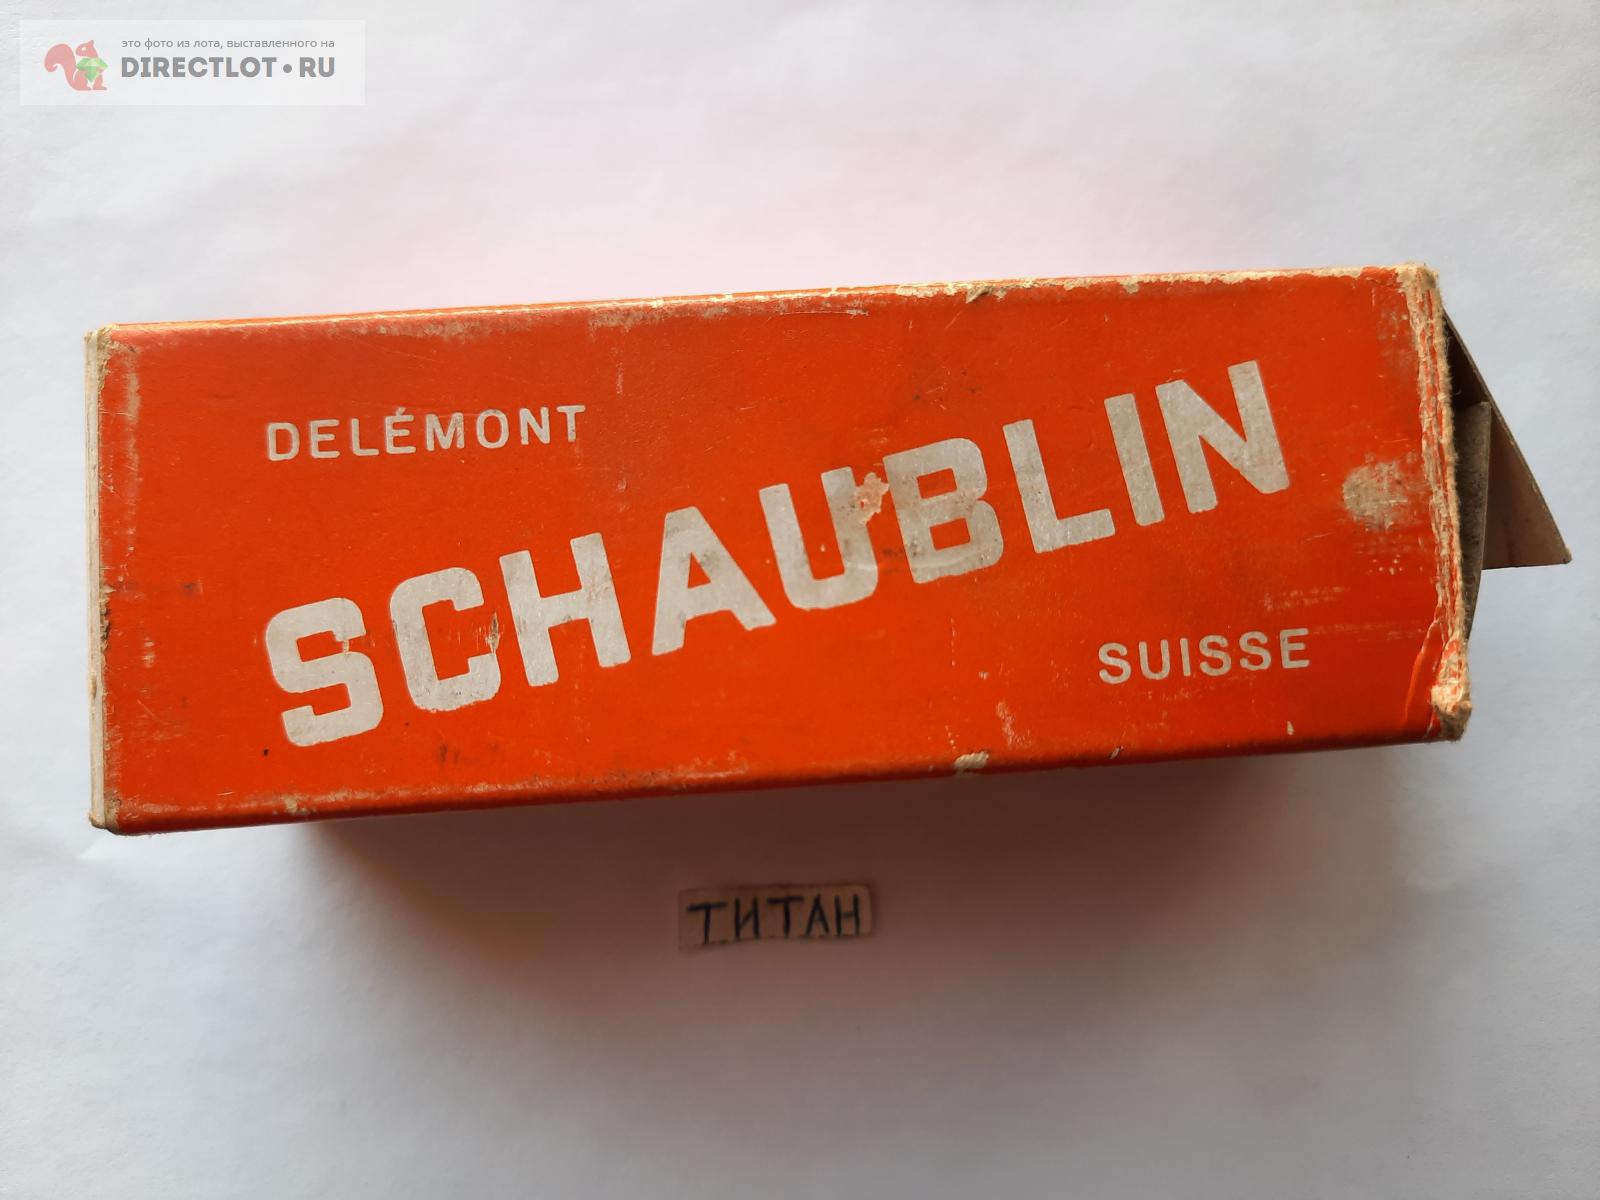 это фото из лота, выставленного на
DIRECTLOT•RU
DELÉMONT
SCHAUBLIN
SUISSE
ТИТАН